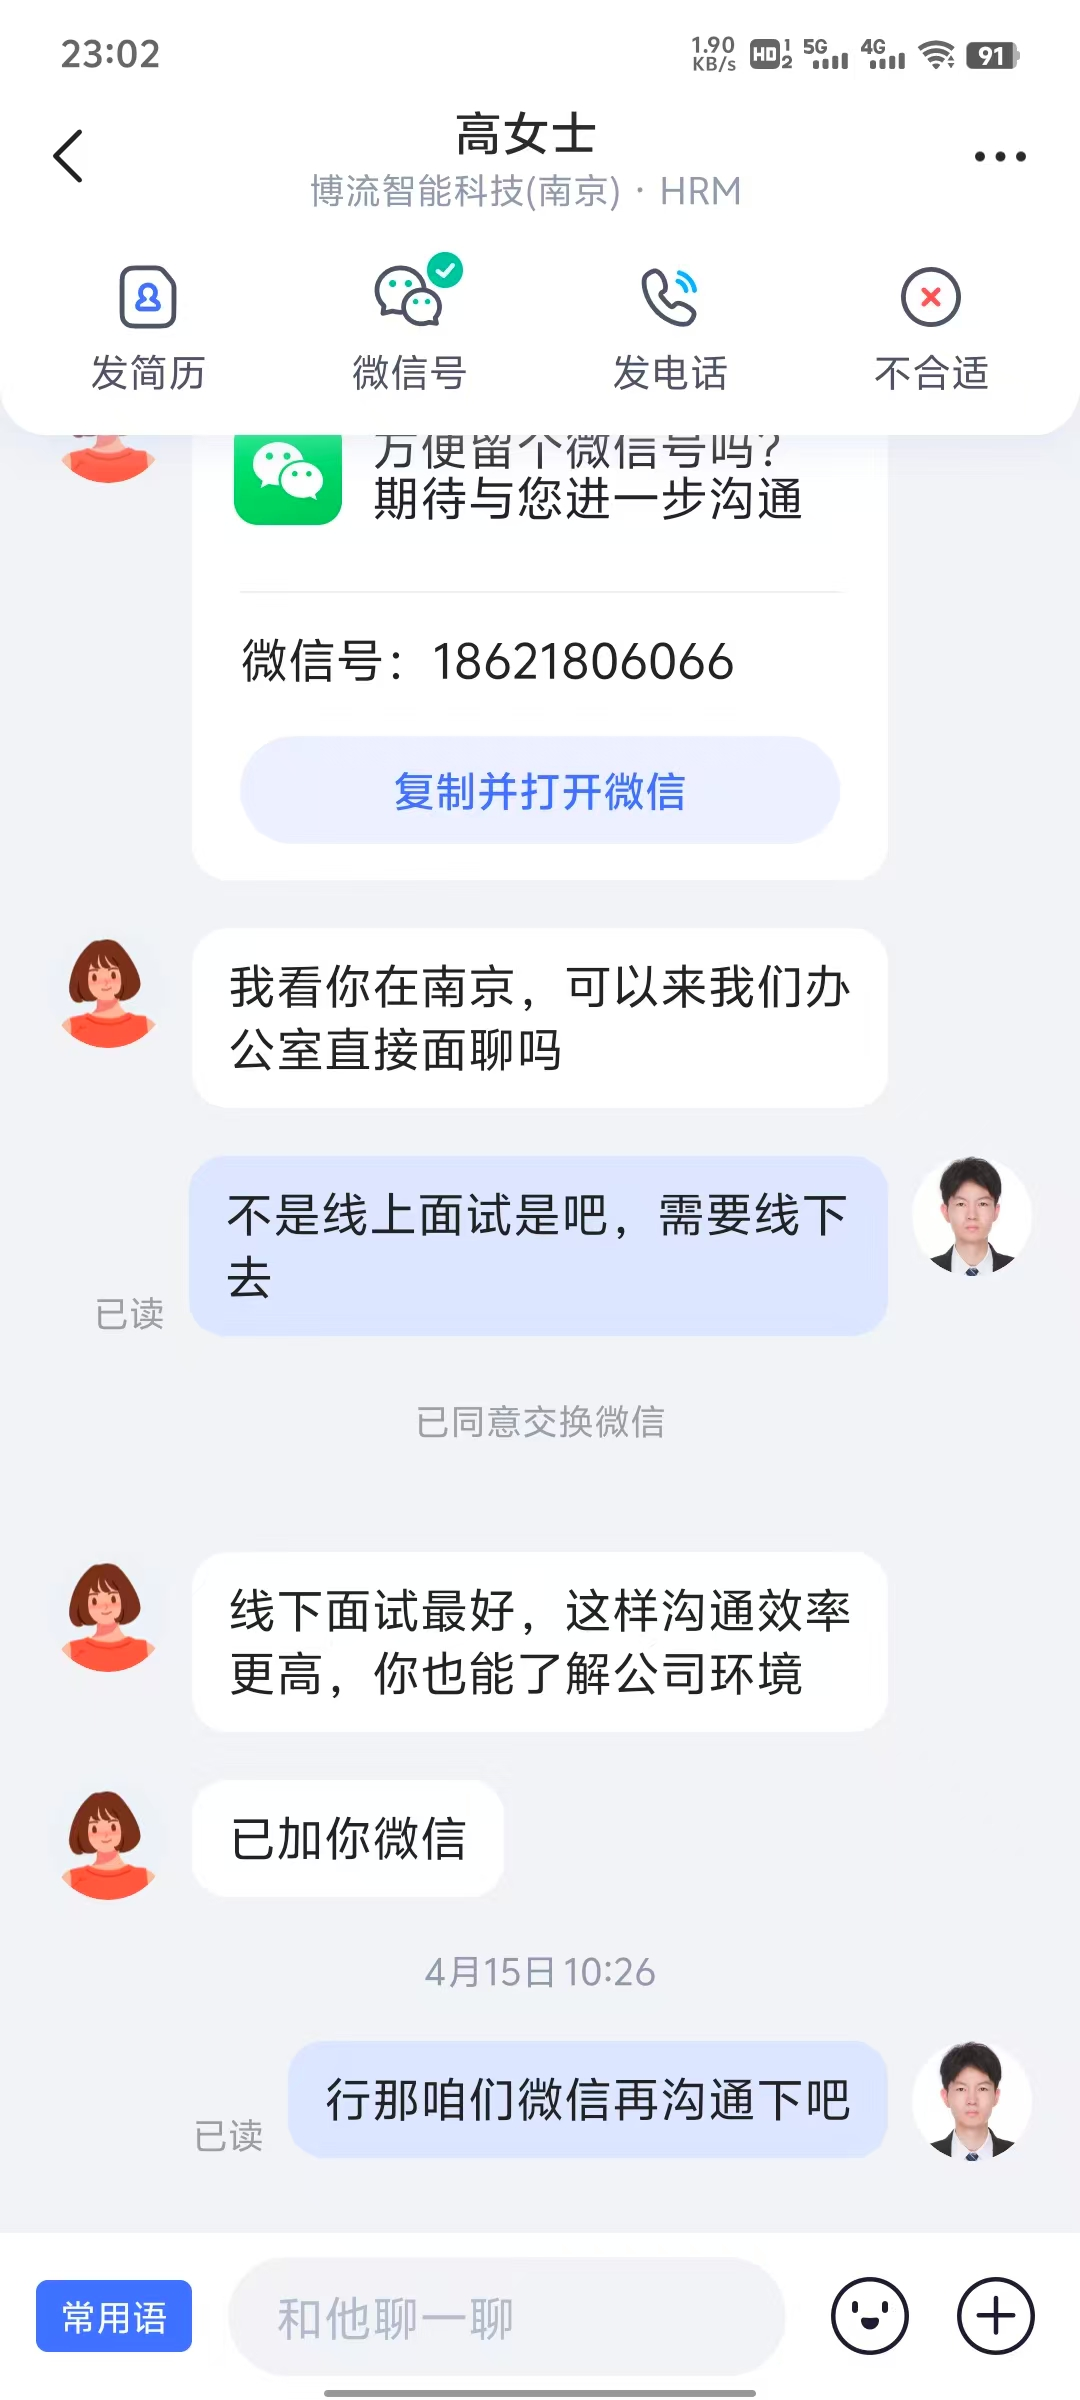 23:02
1.90
KB/s
HD 1 2
5G
4G
91
高女士
博流智能科技(南京) · HRM
发简历
微信号
发电话
不合适
方便留个微信号吗？
期待与您进一步沟通
微信号：18621806066
复制并打开微信
我看你在南京，可以来我们办
公室直接面聊吗
不是线上面试是吧，需要线下
去
已读
已同意交换微信
线下面试最好，这样沟通效率
更高，你也能了解公司环境
已加你微信
4月15日 10:26
行那咱们微信再沟通下吧
已读
常用语
和他聊一聊